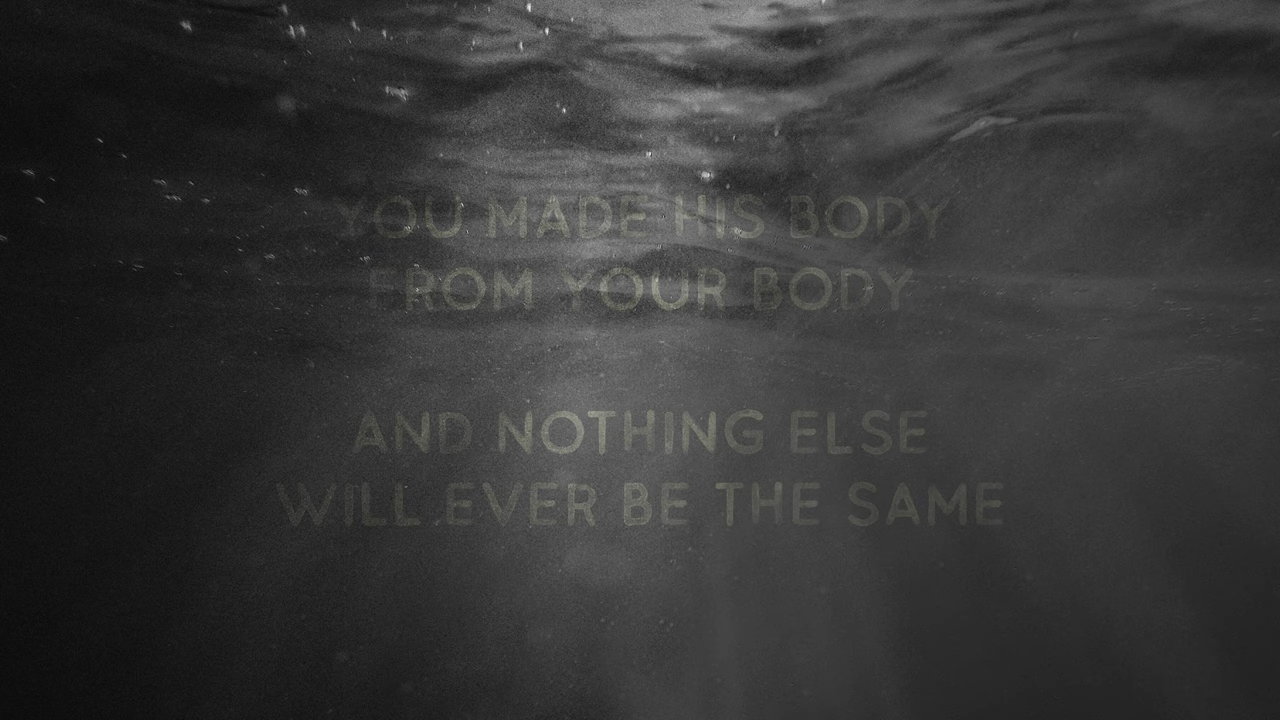 YOU MADE HIS BODY
FROM YOUR BODY
AND NOTHING ELSE
WILL EVER BE THE SAME